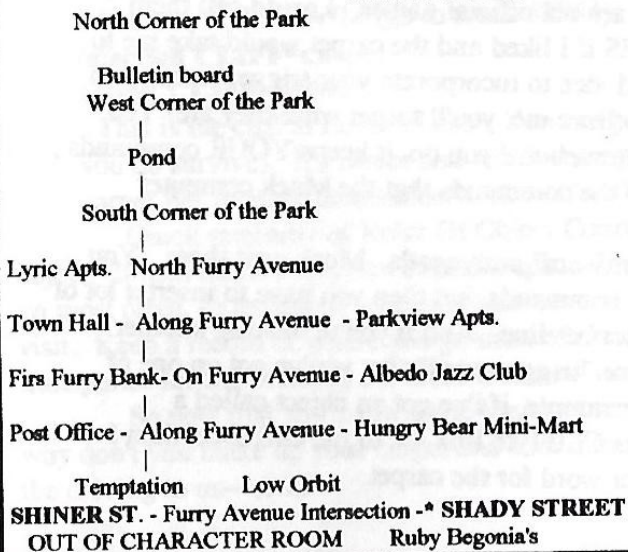 North Corner of the Park
Bulletin board
West Corner of the Park
Pond
South Corner of the Park
Lyric Apts. North Furry Avenue
Town Hall - Along Furry Avenue - Parkview Apts.
Firs Furry Bank- On Furry Avenue - Albedo Jazz Club
Post Office - Along Furry Avenue - Hungry Bear Mini-Mart
Temptation Low Orbit
SHINER ST. - Furry Avenue Intersection -* SHADY STREET
OUT OF CHARACTER ROOM Ruby Begonia's